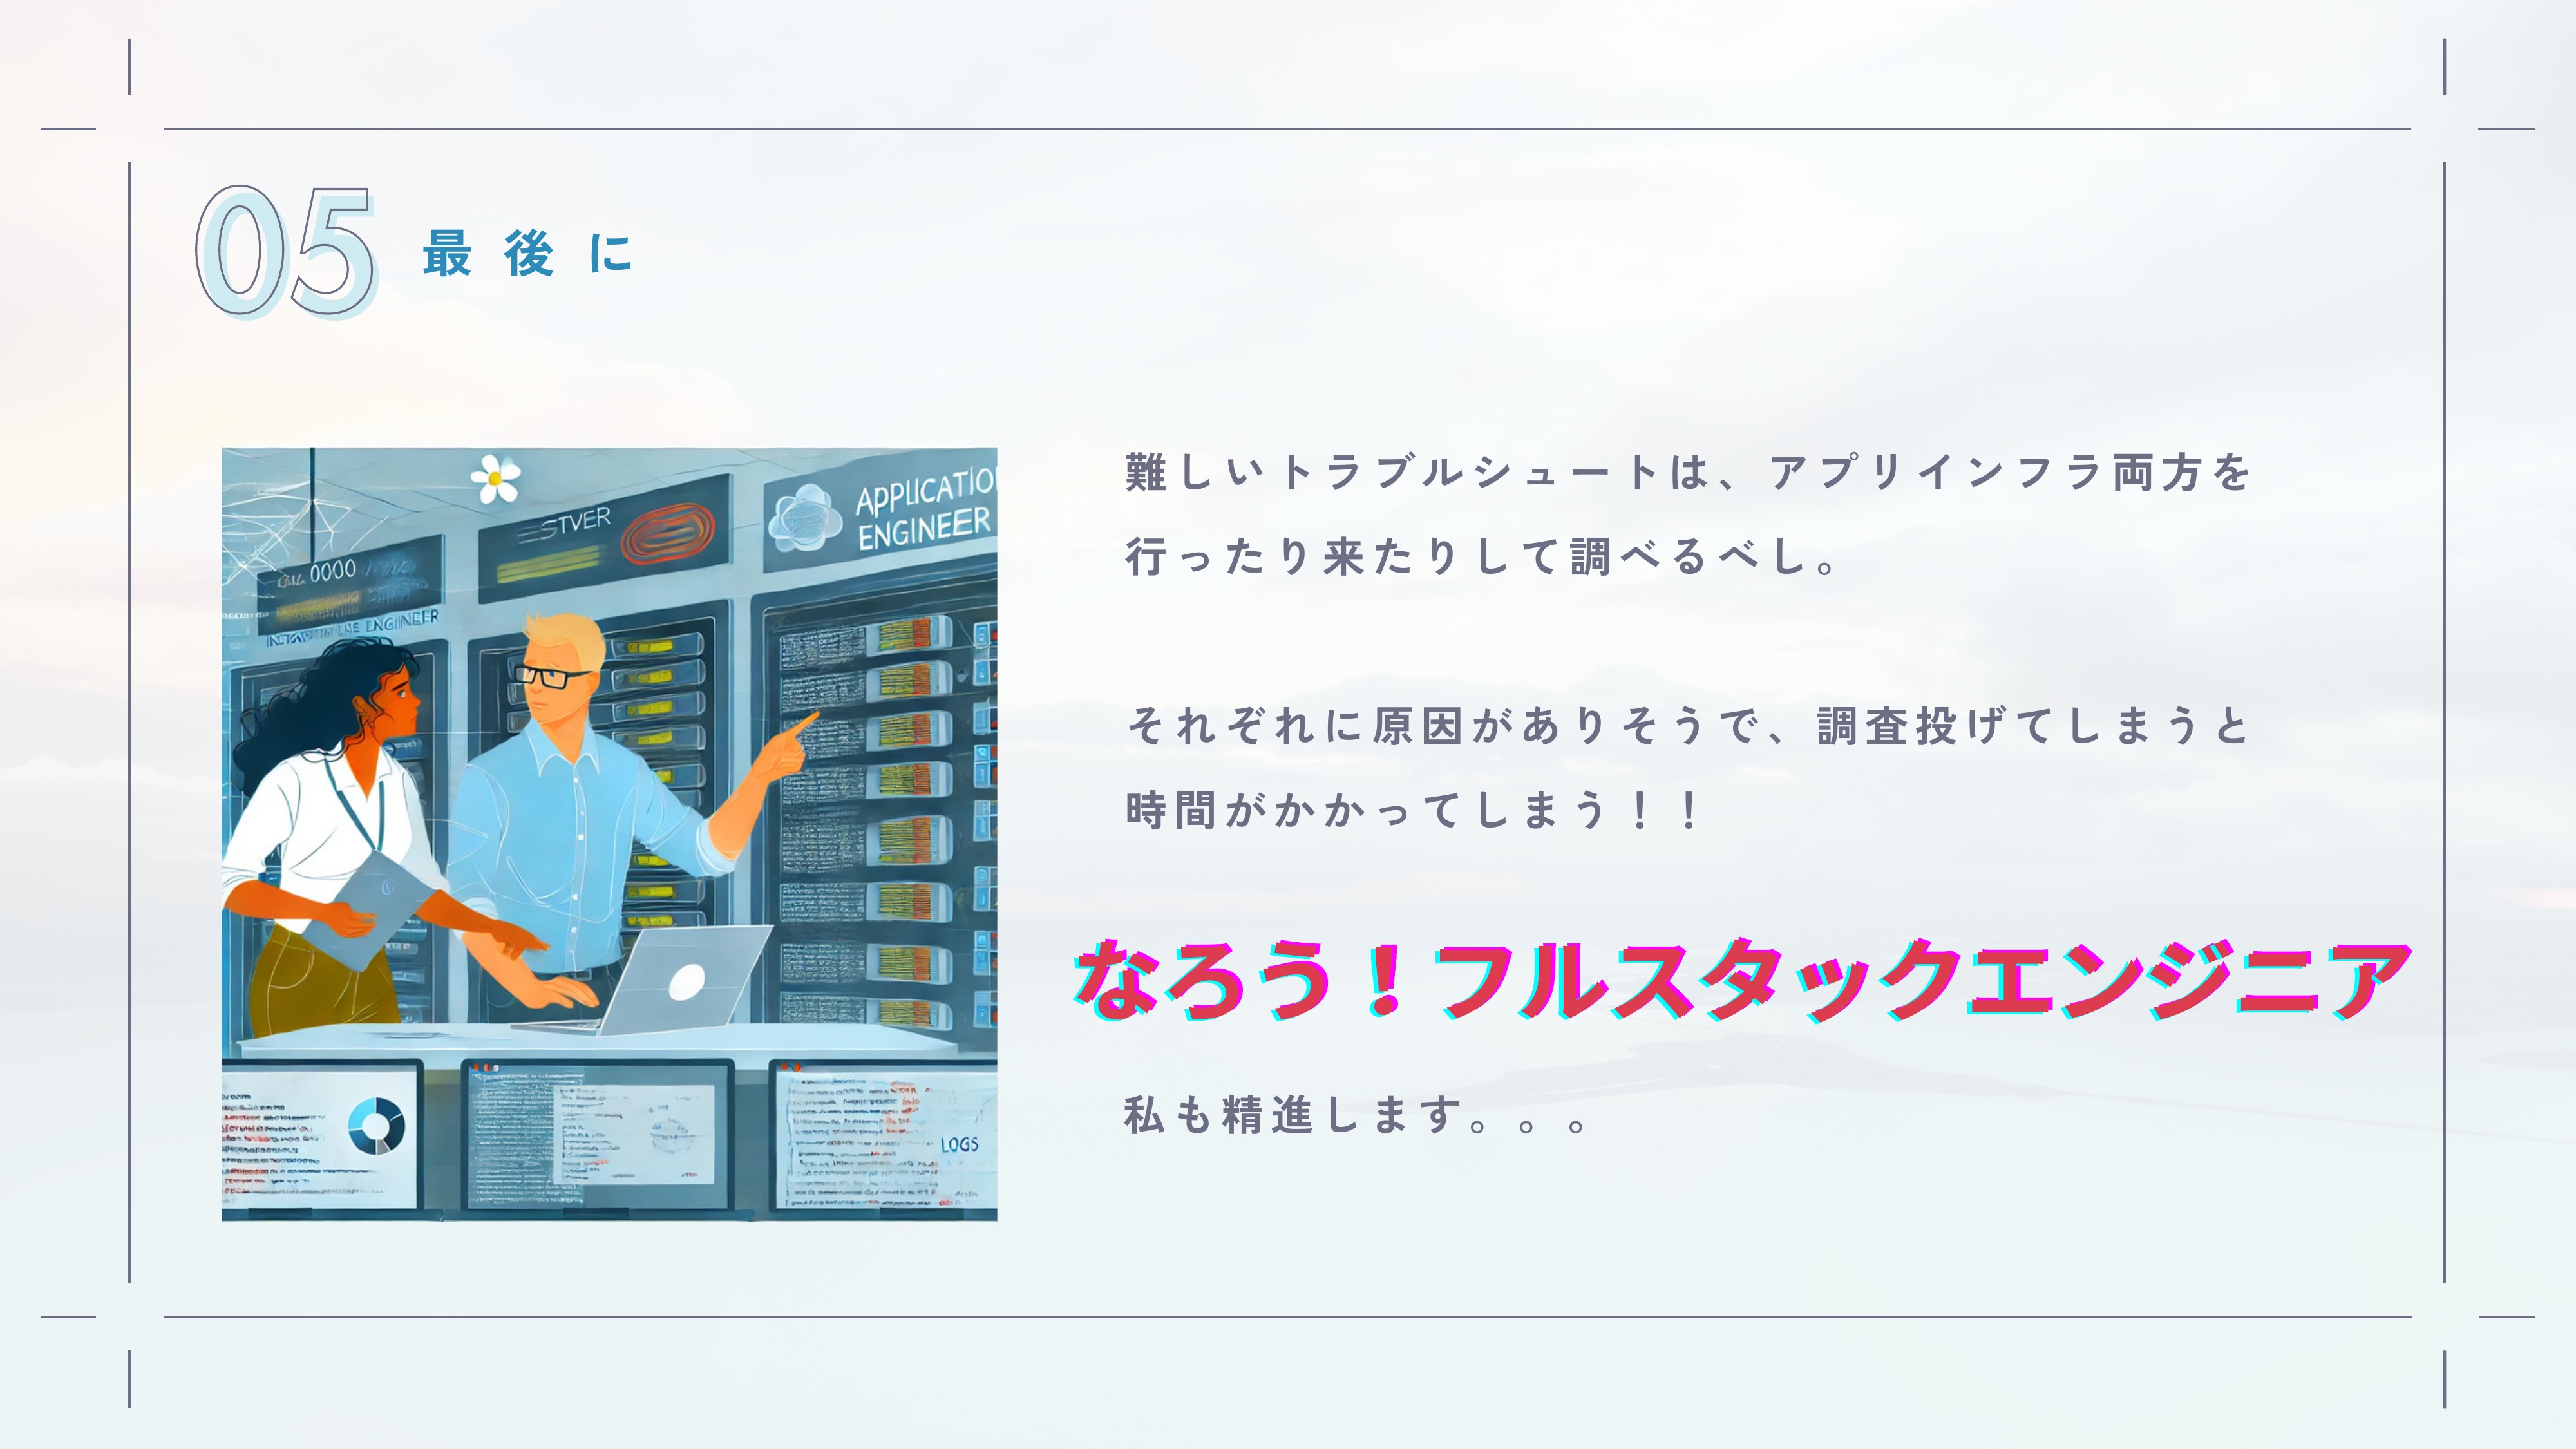 05
最後に
難しいトラブルシュートは、アプリインフラ両方を
行ったり来たりして調べるべし。
それぞれに原因がありそうで、調査投げてしまうと
時間がかかってしまう！！
なろう！フルスタックエンジニア
私も精進します。。。
APPLICATIO
ENGINEER
STVER
0000
LOGS